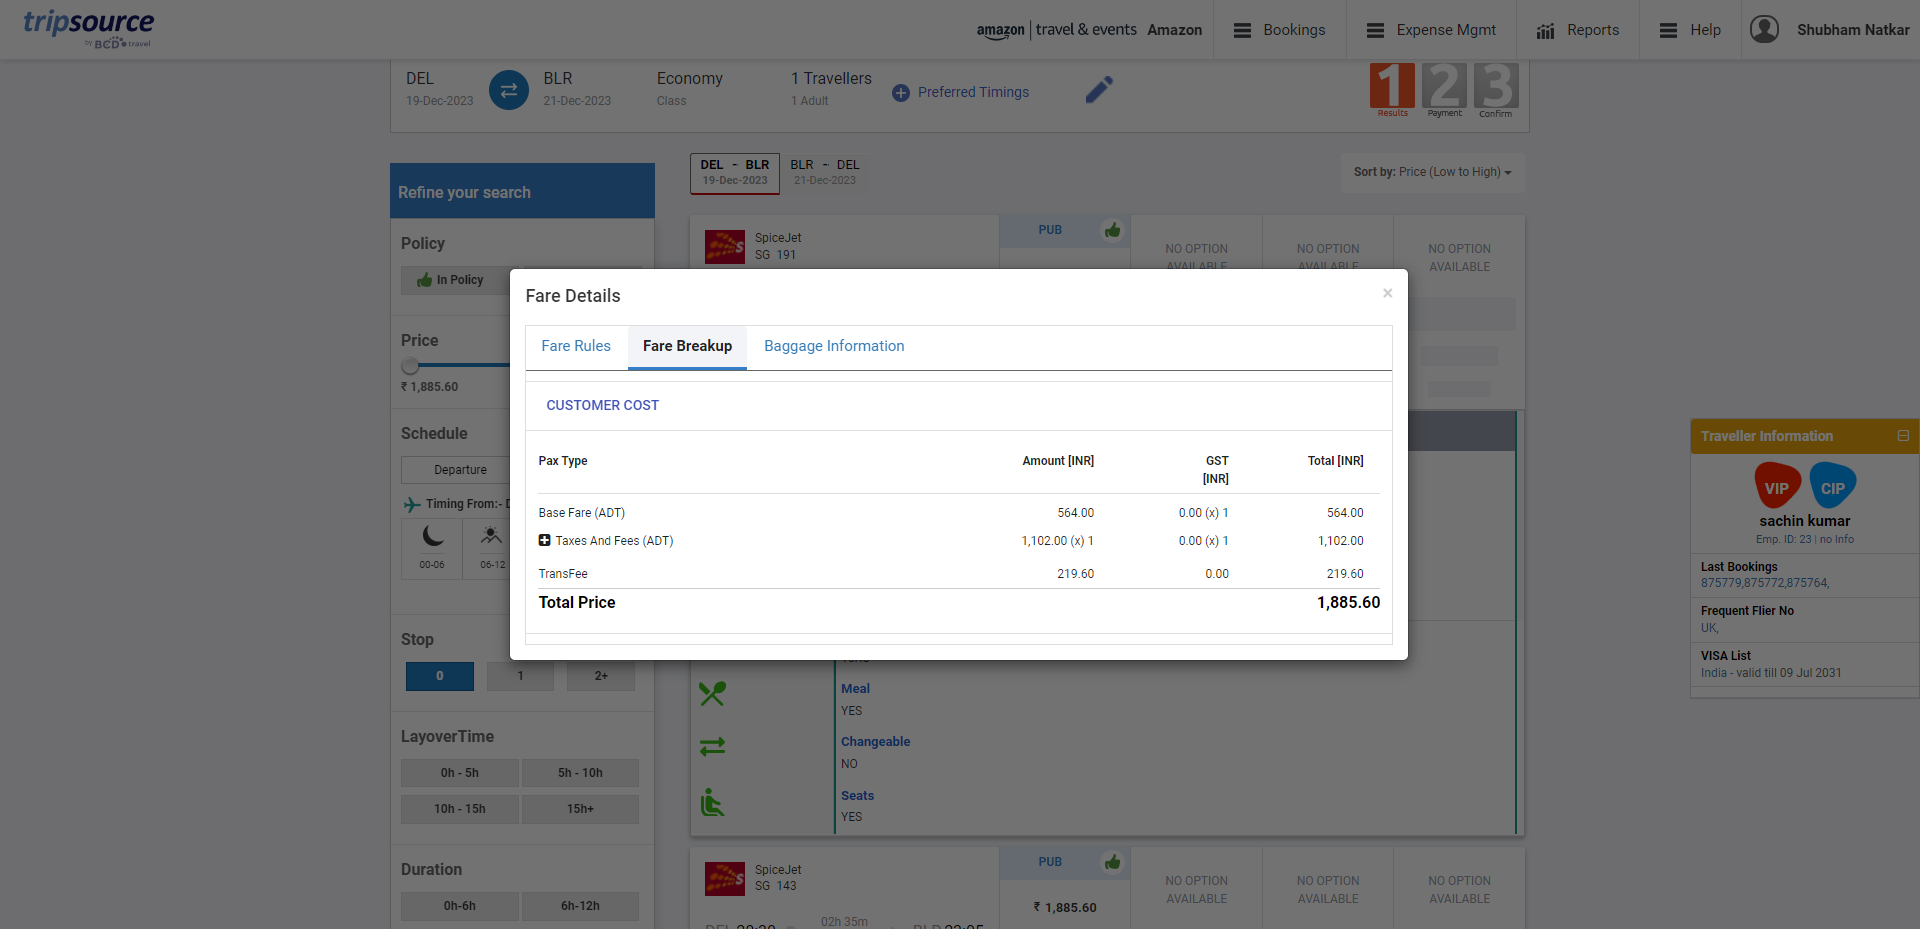 tripsource
by BCD travel
amazon travel & events Amazon
Bookings
Expense Mgmt
Reports
Help
Shubham Natkar
DEL
19-Dec-2023
BLR
21-Dec-2023
Economy
Class
1 Travellers
1 Adult
Preferred Timings
1 2 3
Results Payment Confirm
DEL - BLR
19-Dec-2023
BLR - DEL
21-Dec-2023
Sort by: Price (Low to High)
Refine your search
Policy
In Policy
Price
₹ 1,885.60
Schedule
Departure
Timing From:-
00-06
06-12
Stop
0 1 2+
LayoverTime
0h - 5h
5h - 10h
10h - 15h
15h+
Duration
0h-6h
6h-12h
SpiceJet
SG 191
PUB
NO OPTION
AVAILABLE
NO OPTION
AVAILABLE
NO OPTION
AVAILABLE
Fare Details
×
Fare Rules
Fare Breakup
Baggage Information
CUSTOMER COST
Pax Type Amount [INR] GST [INR] Total [INR]
Base Fare (ADT) 564.00 0.00 (x) 1 564.00
Taxes And Fees (ADT) 1,102.00 (x) 1 0.00 (x) 1 1,102.00
TransFee 219.60 0.00 219.60
Total Price 1,885.60
Meal
YES
Changeable
NO
Seats
YES
SpiceJet
SG 143
02h 35m
PUB
₹ 1,885.60
NO OPTION
AVAILABLE
NO OPTION
AVAILABLE
NO OPTION
AVAILABLE
Traveller Information
VIP
CIP
sachin kumar
Emp. ID: 23 | no Info
Last Bookings
875779,875772,875764,
Frequent Flier No
UK,
VISA List
India - valid till 09 Jul 2031